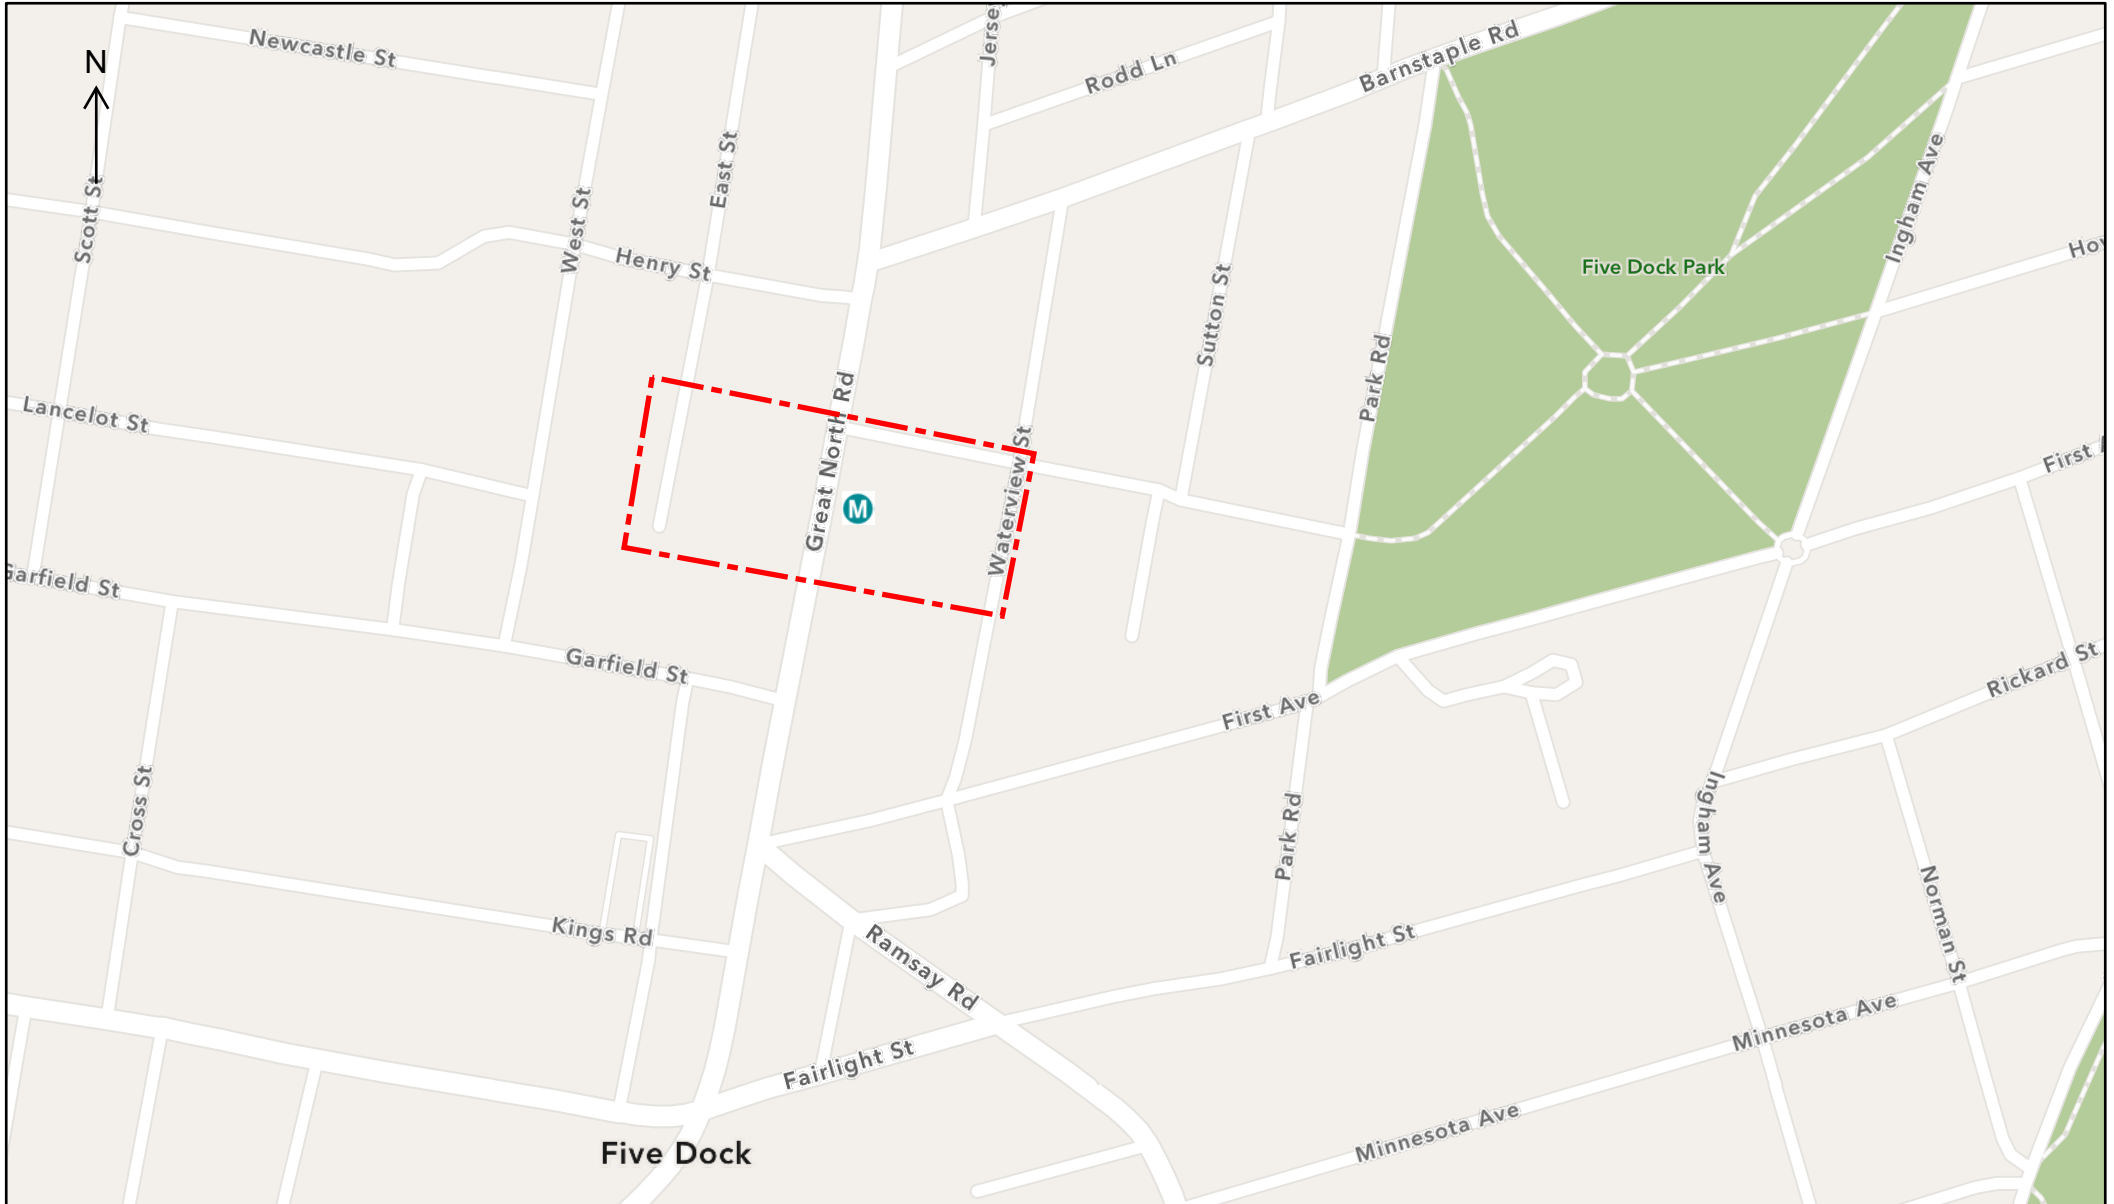 Newcastle St
N
Scott St
West St
East St
Henry St
Jerse
Rodd Ln
Barnstaple Rd
Ingham Ave
Five Dock Park
Ho
Sutton St
Park Rd
Lancelot St
Great North Rd
M
Waterview St
First A
Garfield St
Garfield St
First Ave
Rickard St
Cross St
Park Rd
Ingham Ave
Norman St
Kings Rd
Ramsay Rd
Fairlight St
Fairlight St
Minnesota Ave
Minnesota Ave
Five Dock